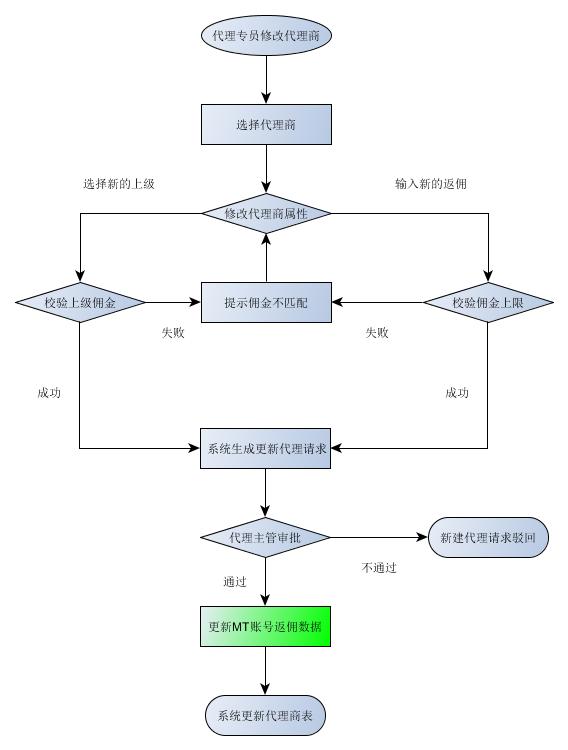 代理专员修改代理商
选择代理商
选择新的上级
输入新的返佣
修改代理商属性
校验上级佣金
提示佣金不匹配
校验佣金上限
失败
失败
成功
成功
系统生成更新代理请求
代理主管审批
新建代理请求驳回
不通过
通过
更新MT账号返佣数据
系统更新代理商表